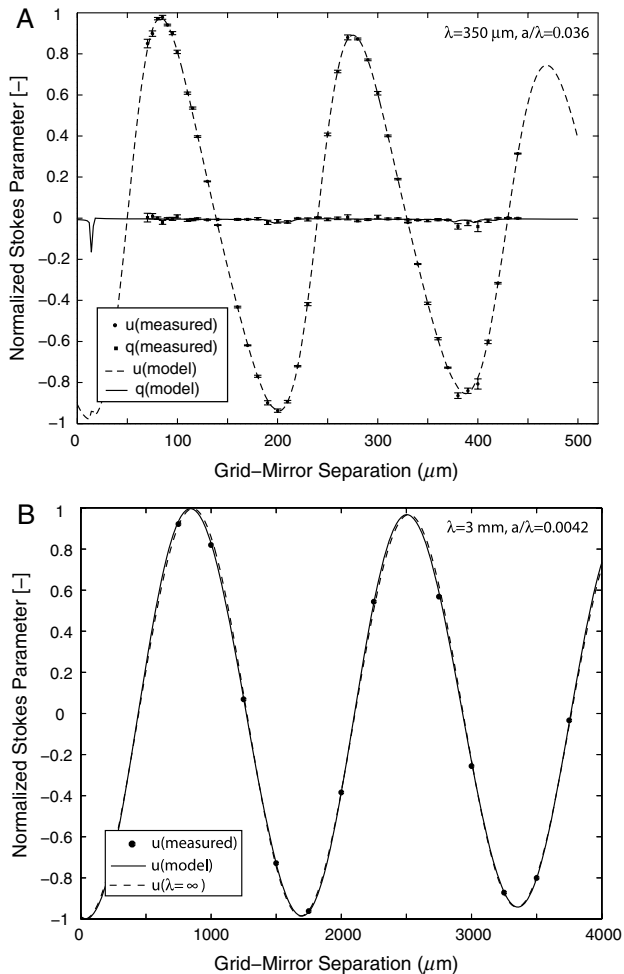 A
λ=350 μm, a/λ=0.036
Normalized Stokes Parameter [-]
1
0.8
0.6
0.4
0.2
0
−0.2
−0.4
−0.6
−0.8
−1
u(measured)
q(measured)
u(model)
q(model)
0 100 200 300 400 500
Grid−Mirror Separation (μm)
B
λ=3 mm, a/λ=0.0042
Normalized Stokes Parameter [-]
1
0.8
0.6
0.4
0.2
0
−0.2
−0.4
−0.6
−0.8
−1
u(measured)
u(model)
u(λ=∞)
0 1000 2000 3000 4000
Grid−Mirror Separation (μm)